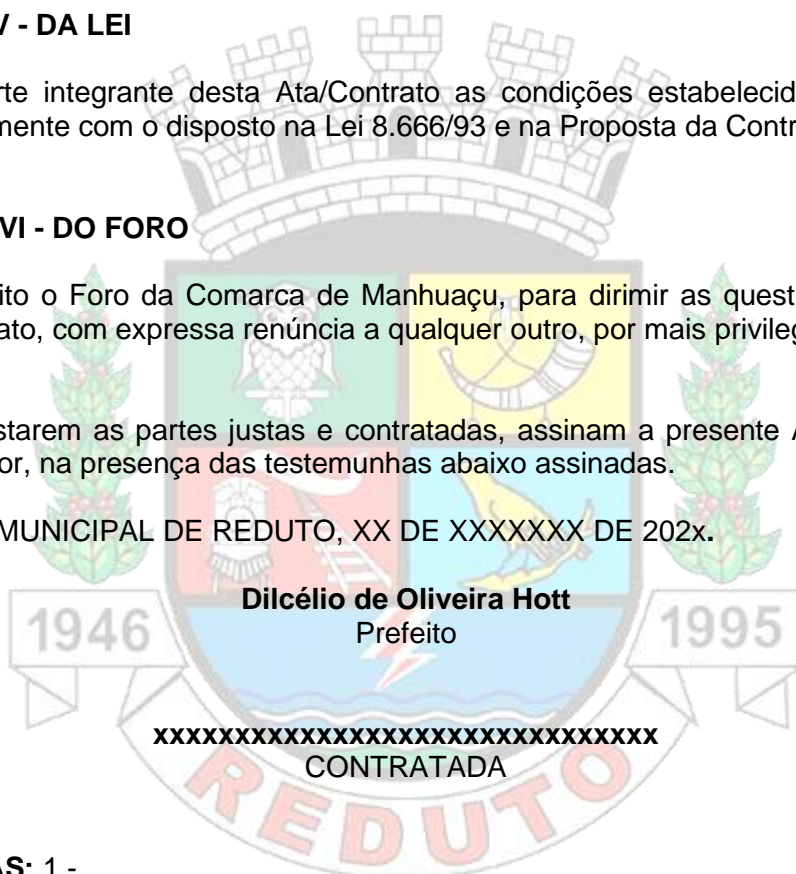 V - DA LEI
rte integrante desta Ata/Contrato as condições estabelecid
mente com o disposto na Lei 8.666/93 e na Proposta da Contr
VI - DO FORO
ito o Foro da Comarca de Manhuaçu, para dirimir as quest
ato, com expressa renúncia a qualquer outro, por mais privileg
starem as partes justas e contratadas, assinam a presente A
or, na presença das testemunhas abaixo assinadas.
MUNICIPAL DE REDUTO, XX DE XXXXXXX DE 202x.
Dilcélio de Oliveira Hott
Prefeito
1946
1995
xxxxxxxxxxxxxxxxxxxxxxxxxxxxxxx
CONTRATADA
REDUTO
AS: 1 -